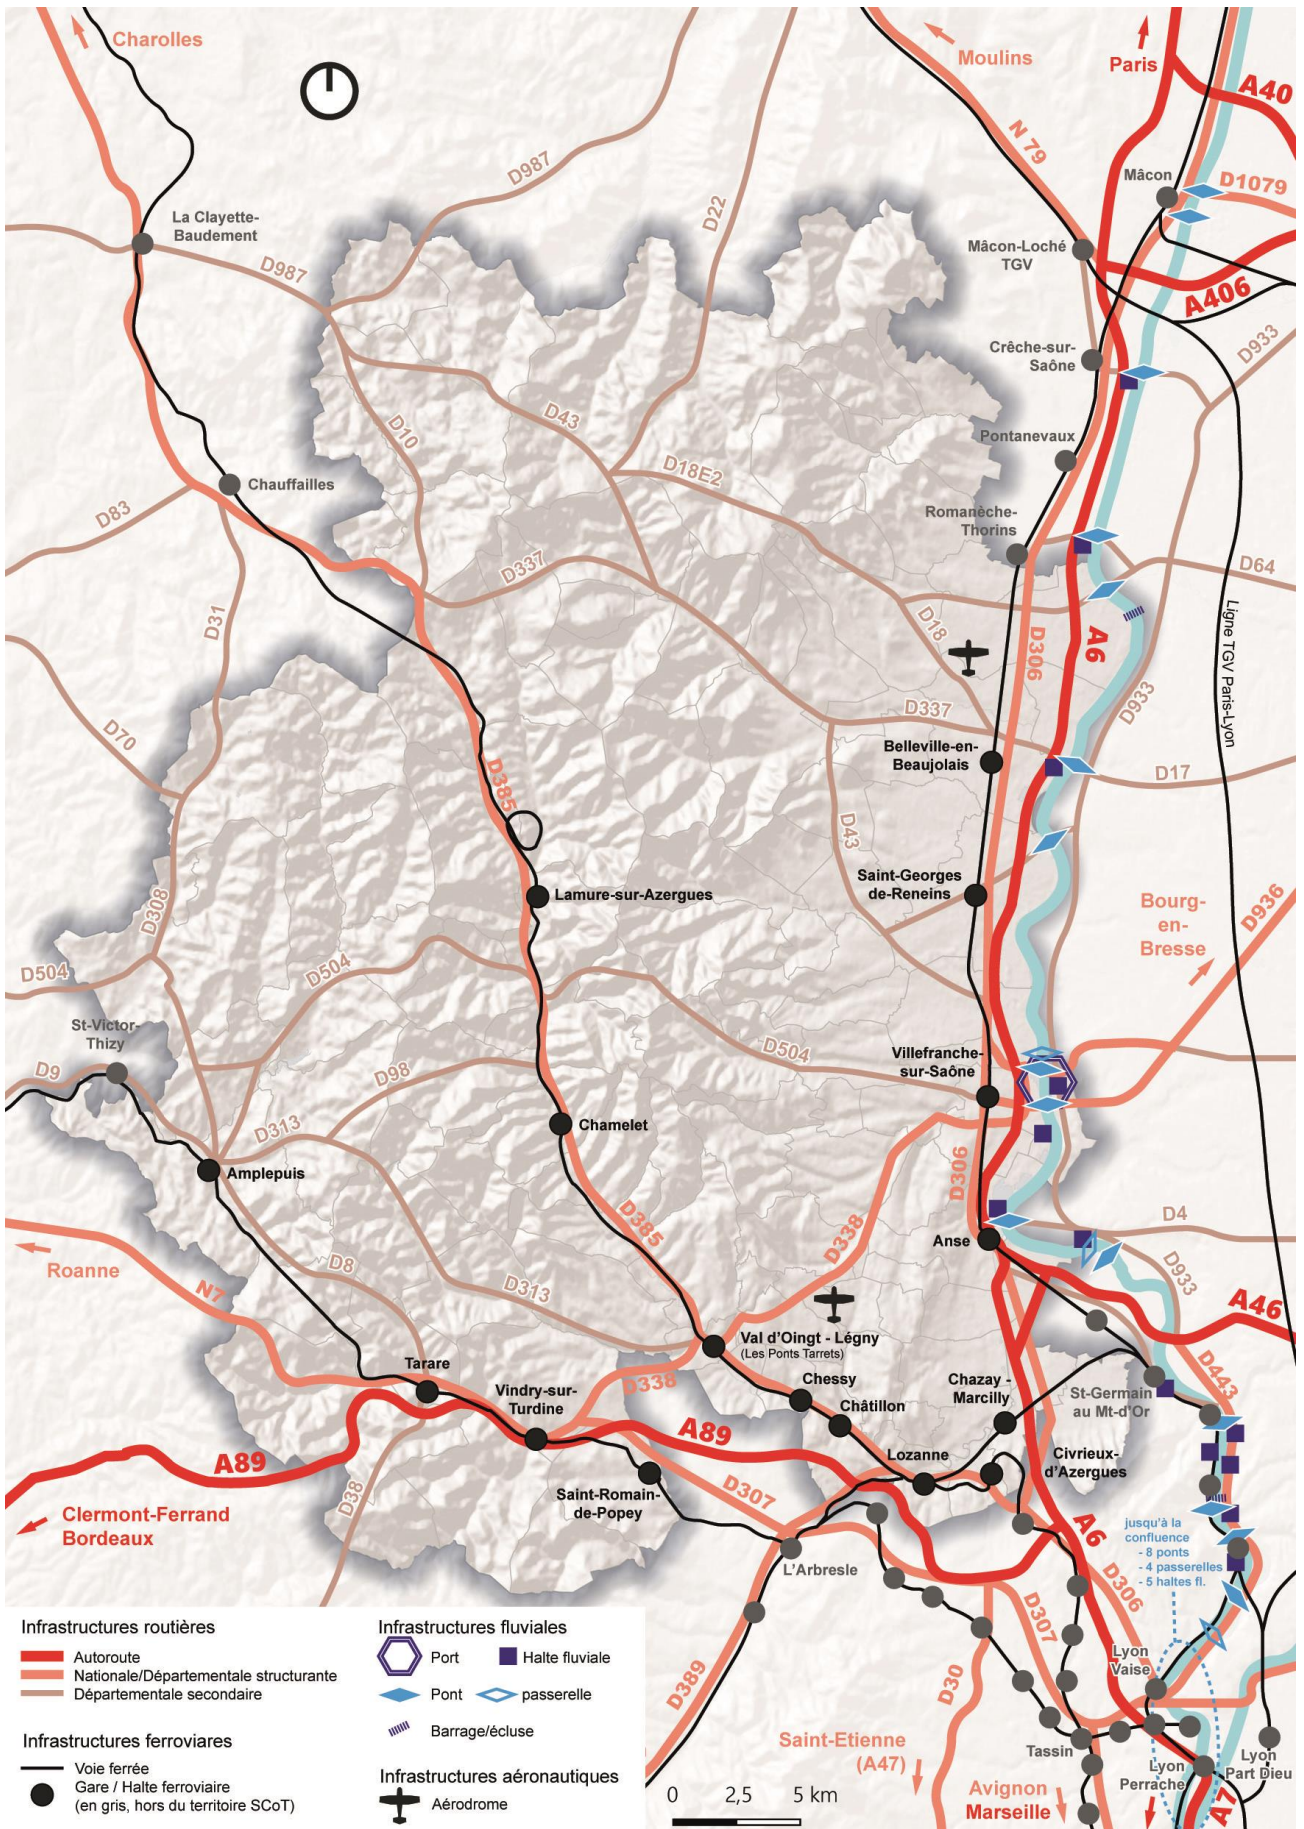 Charolles
Moulins
Paris
A40
N 79
Mâcon
D1079
D987
D22
La Clayette-
Baudement
D987
Mâcon-Loché
TGV
A406
Crêche-sur-
Saône
D933
D10
D43
Pontanevaux
D18E2
Chauffailles
D83
Romanèche-
Thorins
D64
D337
D31
D18
D306
A6
Ligne TGV Paris-Lyon
D933
D70
D337
Belleville-en-
Beaujolais
D385
D17
D43
Saint-Georges
de-Reneins
Lamure-sur-Azergues
Bourg-
en-
Bresse
D936
D308
D504
D504
St-Victor-
Thizy
D504
Villefranche-
sur-Saône
D9
D98
D313
Chamelet
Amplepuis
D306
D385
D338
D4
Anse
Roanne
D8
N7
D313
D933
A46
Val d'Oingt - Légny
(Les Ponts Tarrets)
Tarare
D338
Chessy
Chazay -
Marcilly
D443
Vindry-sur-
Turdine
Châtillon
St-Germain
au Mt-d'Or
A89
A89
Lozanne
Civrieux-
d'Azergues
D38
Saint-Romain-
de-Popey
D307
Clermont-Ferrand
Bordeaux
A6
jusqu'à la
confluence
- 8 ponts
- 4 passerelles
- 5 haltes fl.
L'Arbresle
D306
D307
D389
D30
Lyon
Vaise
Saint-Etienne
(A47)
Tassin
Lyon
Perrache
Lyon
Part Dieu
Avignon
Marseille
A7
Infrastructures routières
Autoroute
Nationale/Départementale structurante
Départementale secondaire
Infrastructures ferroviaires
Voie ferrée
Gare / Halte ferroviaire
(en gris, hors du territoire SCoT)
Infrastructures fluviales
Port
Halte fluviale
Pont
passerelle
Barrage/écluse
Infrastructures aéronautiques
Aérodrome
0 2,5 5 km